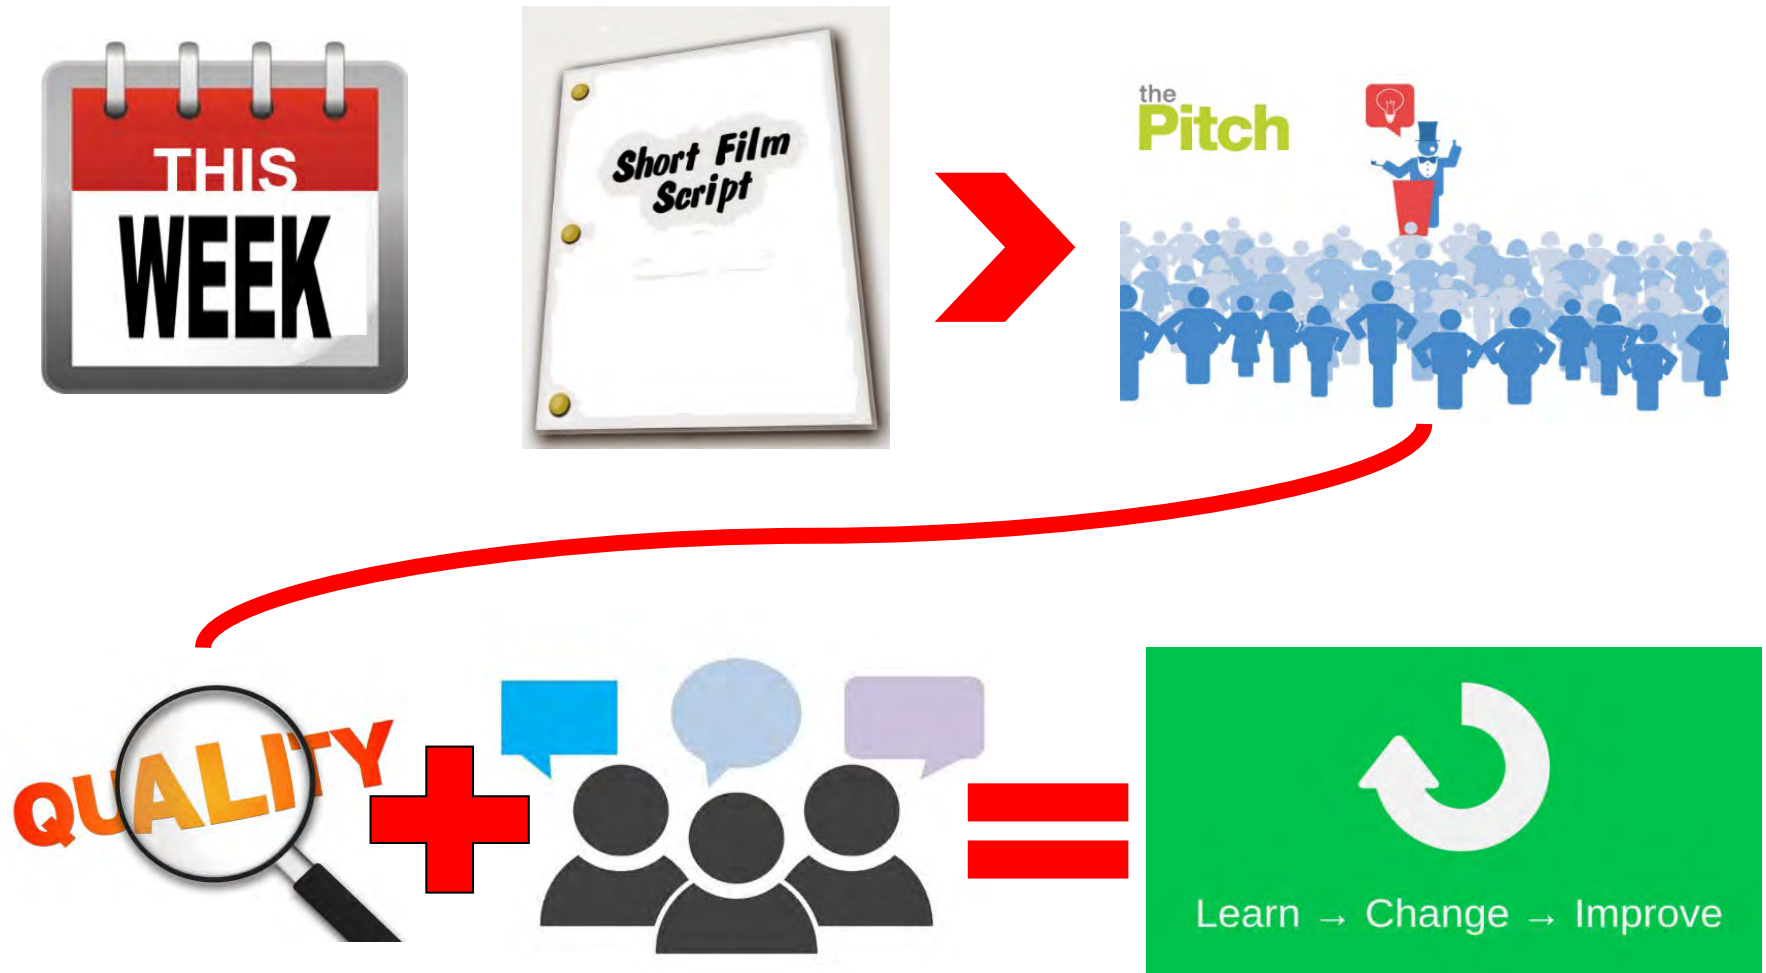 THIS
WEEK
Short Film
Script
the
Pitch
QUALITY
Learn → Change → Improve